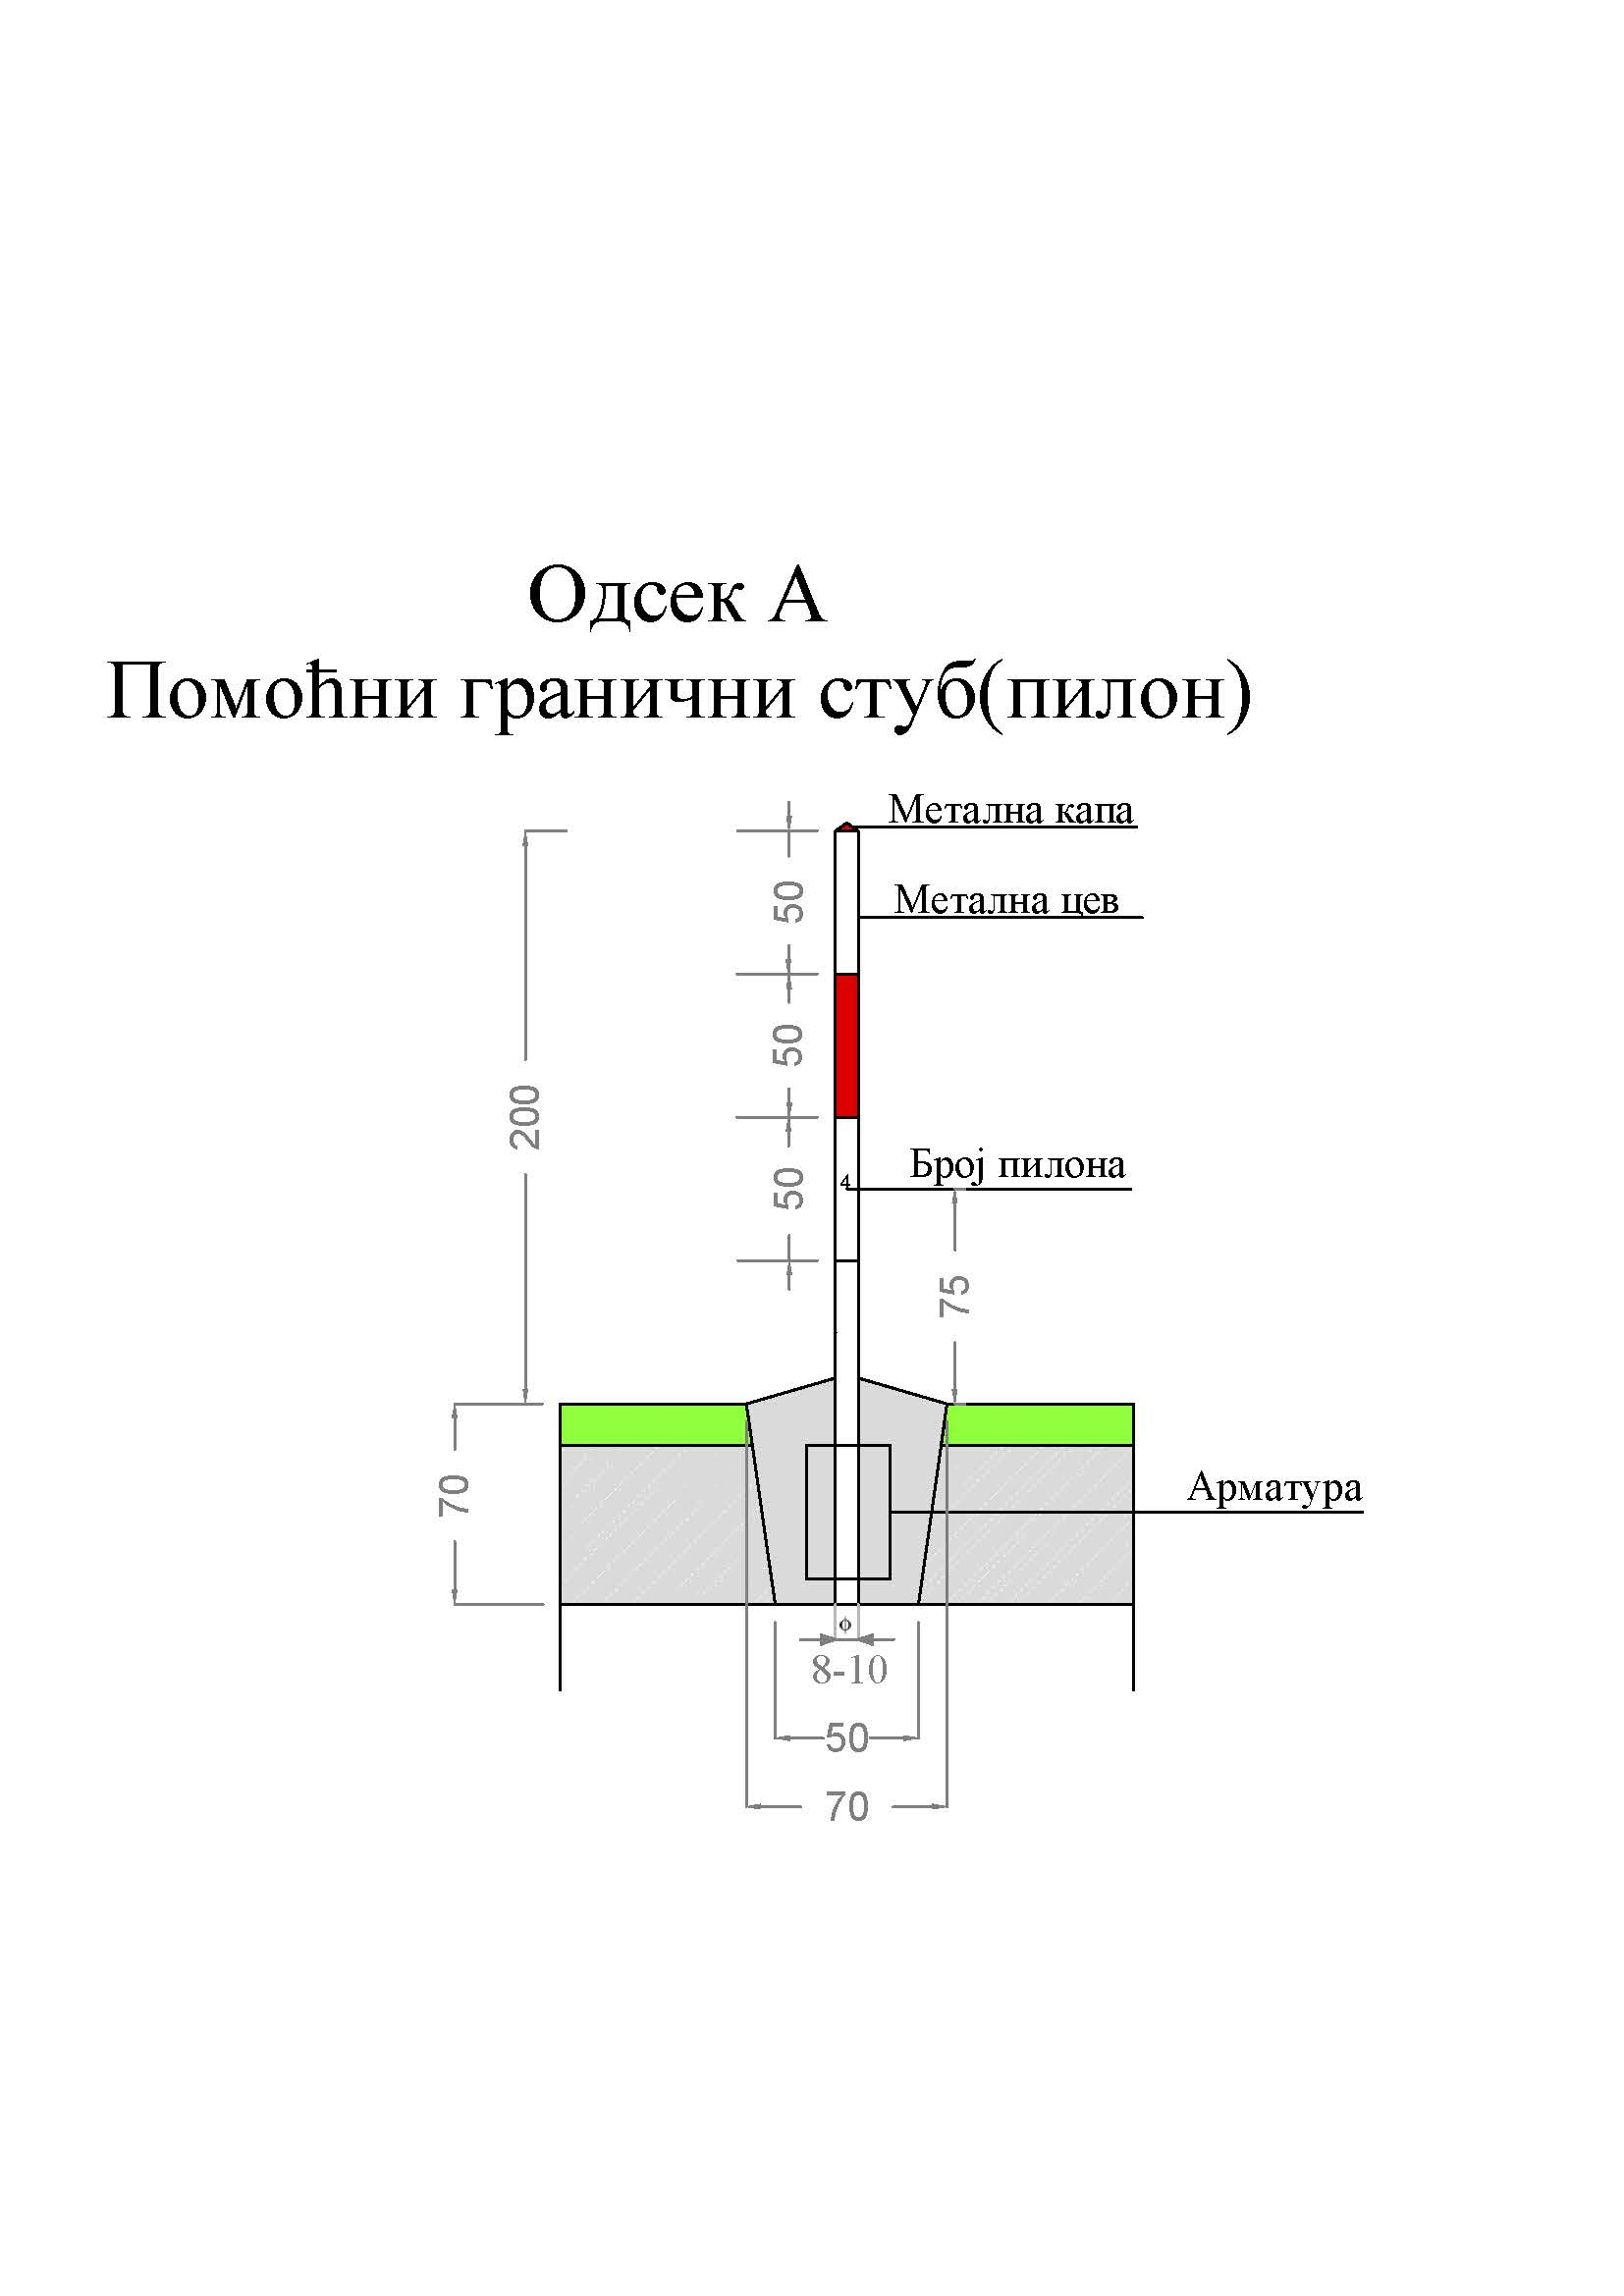 Одсек А
Помоћни гранични стуб(пилон)
Метална капа
50
Метална цев
50
200
Број пилона
4
50
75
70
Арматура
ϕ
8-10
50
70